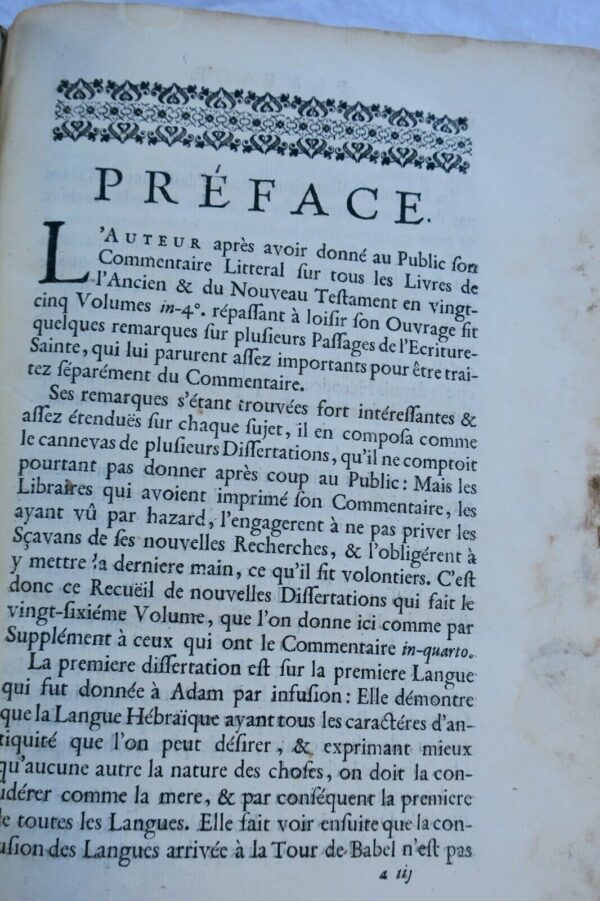 PRÉFACE.
L'AUTEUR après avoir donné au Public son
Commentaire Litteral sur tous les Livres de
l'Ancien & du Nouveau Testament en vingt-
cinq Volumes in-4°. répassant à loisir son Ouvrage fit
quelques remarques sur plusieurs Passages de l'Ecriture-
Sainte, qui lui parurent assez importants pour être trai-
tez séparément du Commentaire.
Ses remarques s'étant trouvées fort intéressantes &
assez étenduës sur chaque sujet, il en composa comme
le cannevas de plusieurs Dissertations, qu'il ne comptoit
pourtant pas donner après coup au Public: Mais les
Libraires qui avoient imprimé son Commentaire, les
ayant vû par hazard, l'engagerent à ne pas priver les
Sçavans de ses nouvelles Recherches, & l'obligérent à
y mettre la derniere main, ce qu'il fit volontiers. C'est
donc ce Recueïl de nouvelles Dissertations qui fait le
vingt-sixiéme Volume, que l'on donne ici comme par
Supplément à ceux qui ont le Commentaire in-quarto.
La premiere dissertation est sur la premiere Langue
qui fut donnée à Adam par infusion: Elle démontre
que la Langue Hébraïque ayant tous les caractéres d'an-
tiquité que l'on peut désirer, & exprimant mieux
qu'aucune autre la nature des choses, on doit la con-
idérer comme la mere, & par conséquent la premiere
e toutes les Langues. Elle fait voir ensuite que la con-
usion des Langues arrivée à la Tour de Babel n'est pas
a iij